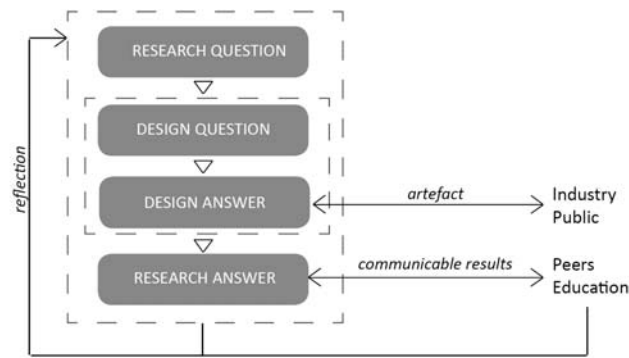 RESEARCH QUESTION
DESIGN QUESTION
reflection
DESIGN ANSWER
artefact
Industry
Public
RESEARCH ANSWER
communicable results
Peers
Education